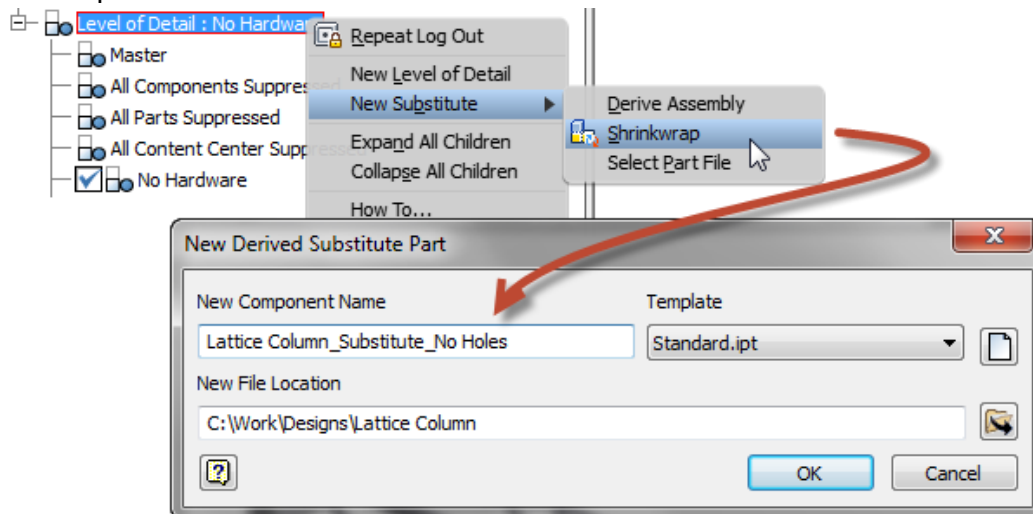 Level of Detail : No Hardwar
Master
All Components Suppressed
All Parts Suppressed
All Content Center Suppressed
No Hardware
Repeat Log Out
New Level of Detail
New Substitute
Expand All Children
Collapse All Children
How To...
Derive Assembly
Shrinkwrap
Select Part File
New Derived Substitute Part
New Component Name
Template
Lattice Column_Substitute_No Holes
Standard.ipt
New File Location
C:\Work\Designs\Lattice Column
OK
Cancel